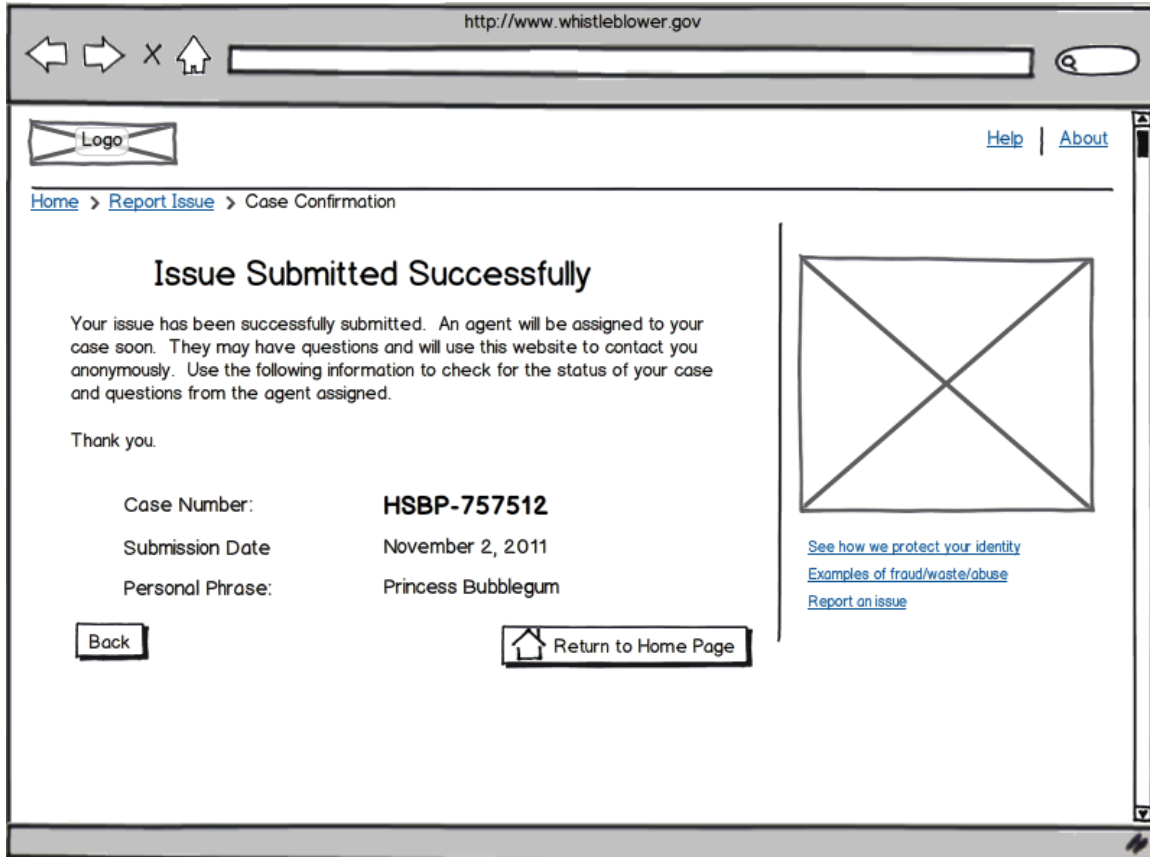 http://www.whistleblower.gov
X
Logo
Help | About
Home > Report Issue > Case Confirmation
Issue Submitted Successfully
Your issue has been successfully submitted. An agent will be assigned to your
case soon. They may have questions and will use this website to contact you
anonymously. Use the following information to check for the status of your case
and questions from the agent assigned.
Thank you.
Case Number: HSBP-757512
Submission Date November 2, 2011
Personal Phrase: Princess Bubblegum
Back
Return to Home Page
See how we protect your identity
Examples of fraud/waste/abuse
Report an issue